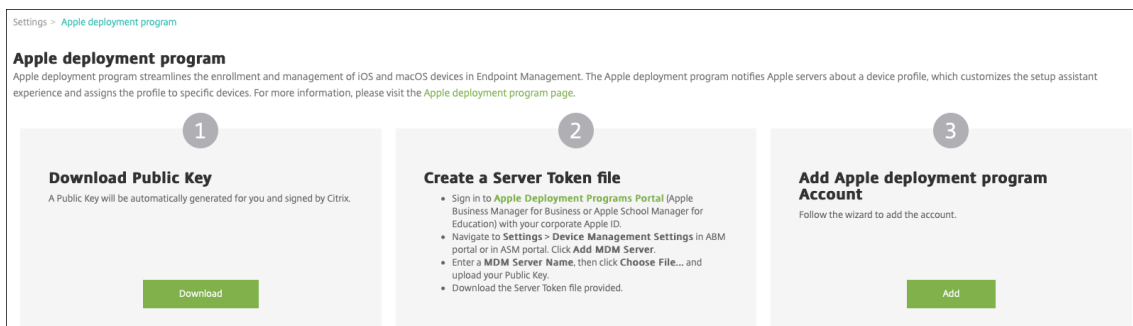 Settings > Apple deployment program
Apple deployment program
Apple deployment program streamlines the enrollment and management of iOS and macOS devices in Endpoint Management. The Apple deployment program notifies Apple servers about a device profile, which customizes the setup assistant
experience and assigns the profile to specific devices. For more information, please visit the Apple deployment program page.
1
Download Public Key
A Public Key will be automatically generated for you and signed by Citrix.
Download
2
Create a Server Token file
• Sign in to Apple Deployment Programs Portal (Apple
Business Manager for Business or Apple School Manager for
Education) with your corporate Apple ID.
• Navigate to Settings > Device Management Settings in ABM
portal or in ASM portal. Click Add MDM Server.
• Enter a MDM Server Name, then click Choose File... and
upload your Public Key.
• Download the Server Token file provided.
3
Add Apple deployment program
Account
Follow the wizard to add the account.
Add